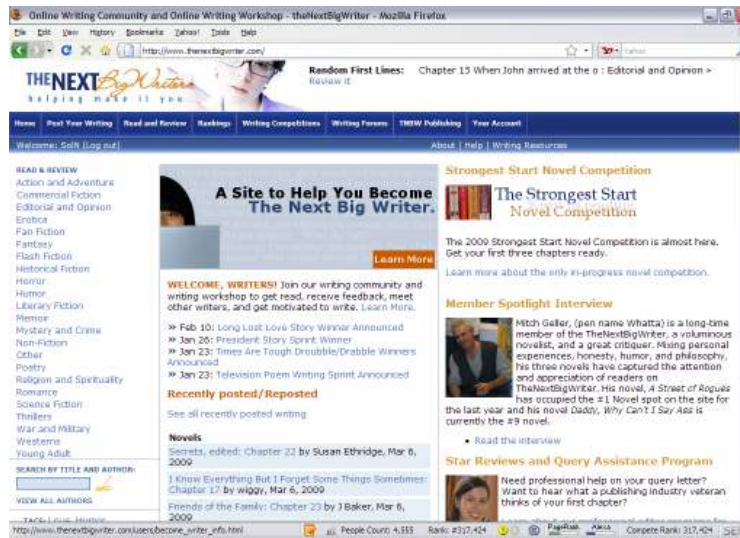 Online Writing Community and Online Writing Workshop - theNextBigWriter - Mozilla Firefox
File Edit View History Bookmarks Yahoo! Tools Help
http://www.thenextbigwriter.com/
THE NEXT Big Writer
helping make it you
Random First Lines: Chapter 15 When John arrived at the o : Editorial and Opinion »
Review it
Home Post Your Writing Read and Review Rankings Writing Competitions Writing Forums TNBW Publishing Your Account
Welcome: SolN (Log out)
About | Help | Writing Resources
READ & REVIEW
Action and Adventure
Commercial Fiction
Editorial and Opinion
Erotica
Fan Fiction
Fantasy
Flash Fiction
Historical Fiction
Horror
Humor
Literary Fiction
Memoir
Mystery and Crime
Non-Fiction
Other
Poetry
Religion and Spirituality
Romance
Science Fiction
Thrillers
War and Military
Westerns
Young Adult
SEARCH BY TITLE AND AUTHOR:
VIEW ALL AUTHORS
A Site to Help You Become
The Next Big Writer.
Learn More
WELCOME, WRITERS! Join our writing community and
writing workshop to get read, receive feedback, meet
other writers, and get motivated to write. Learn More.
» Feb 10: Long Lost Love Story Winner Announced
» Jan 26: President Story Sprint Winner
» Jan 23: Times Are Tough Droubble/Drabble Winners
Announced
» Jan 23: Television Poem Writing Sprint Announced
Recently posted/Reposted
See all recently posted writing
Novels
Secrets, edited: Chapter 22 by Susan Ethridge, Mar 6,
2009
I Know Everything But I Forget Some Things Sometimes:
Chapter 17 by wiggy, Mar 6, 2009
Friends of the Family: Chapter 23 by J Baker, Mar 6,
2009
Strongest Start Novel Competition
The Strongest Start
Novel Competition
The 2009 Strongest Start Novel Competition is almost here.
Get your first three chapters ready.
Learn more about the only in-progress novel competition.
Member Spotlight Interview
Mitch Geller, (pen name Whatta) is a long-time
member of the TheNextBigWriter, a voluminous
novelist, and a great critiquer. Mixing personal
experiences, honesty, humor, and philosophy,
his three novels have captured the attention
and appreciation of readers on
TheNextBigWriter. His novel, A Street of Rogues
has occupied the #1 Novel spot on the site for
the last year and his novel Daddy, Why Can't I Say Ass is
currently the #9 novel.
Read the interview
Star Reviews and Query Assistance Program
Need professional help on your query letter?
Want to hear what a publishing industry veteran
thinks of your first chapter?
http://www.thenextbigwriter.com/users/become_writer_info.html
People Count: 4,555 Rank: #317,424 PageRank Alexa Compete Rank: 317,424